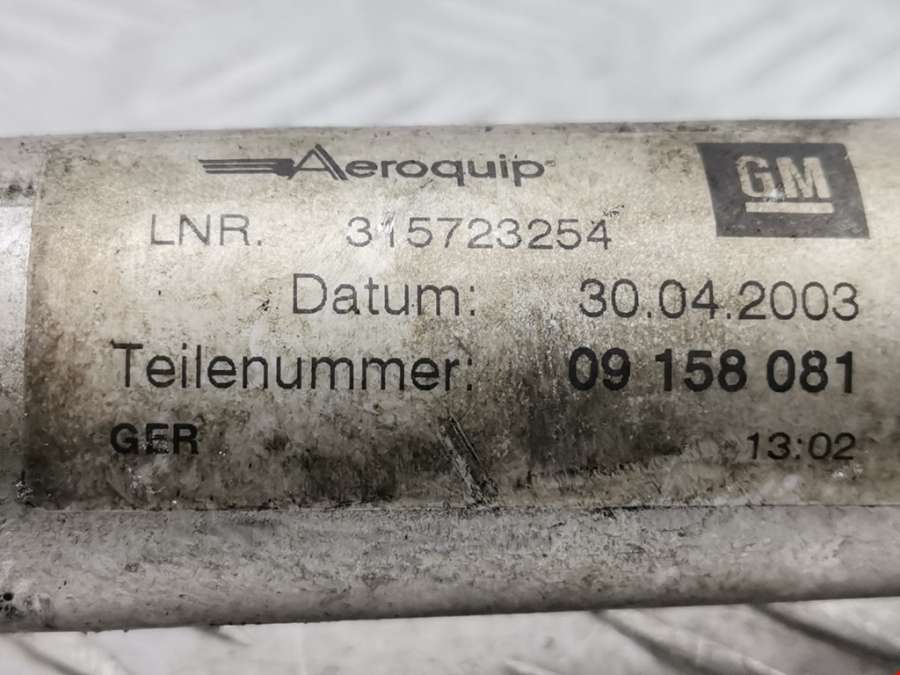 Aeroquip
GM
LNR. 315723254
Datum: 30.04.2003
Teilenummer: 09 158 081
GER 13:02